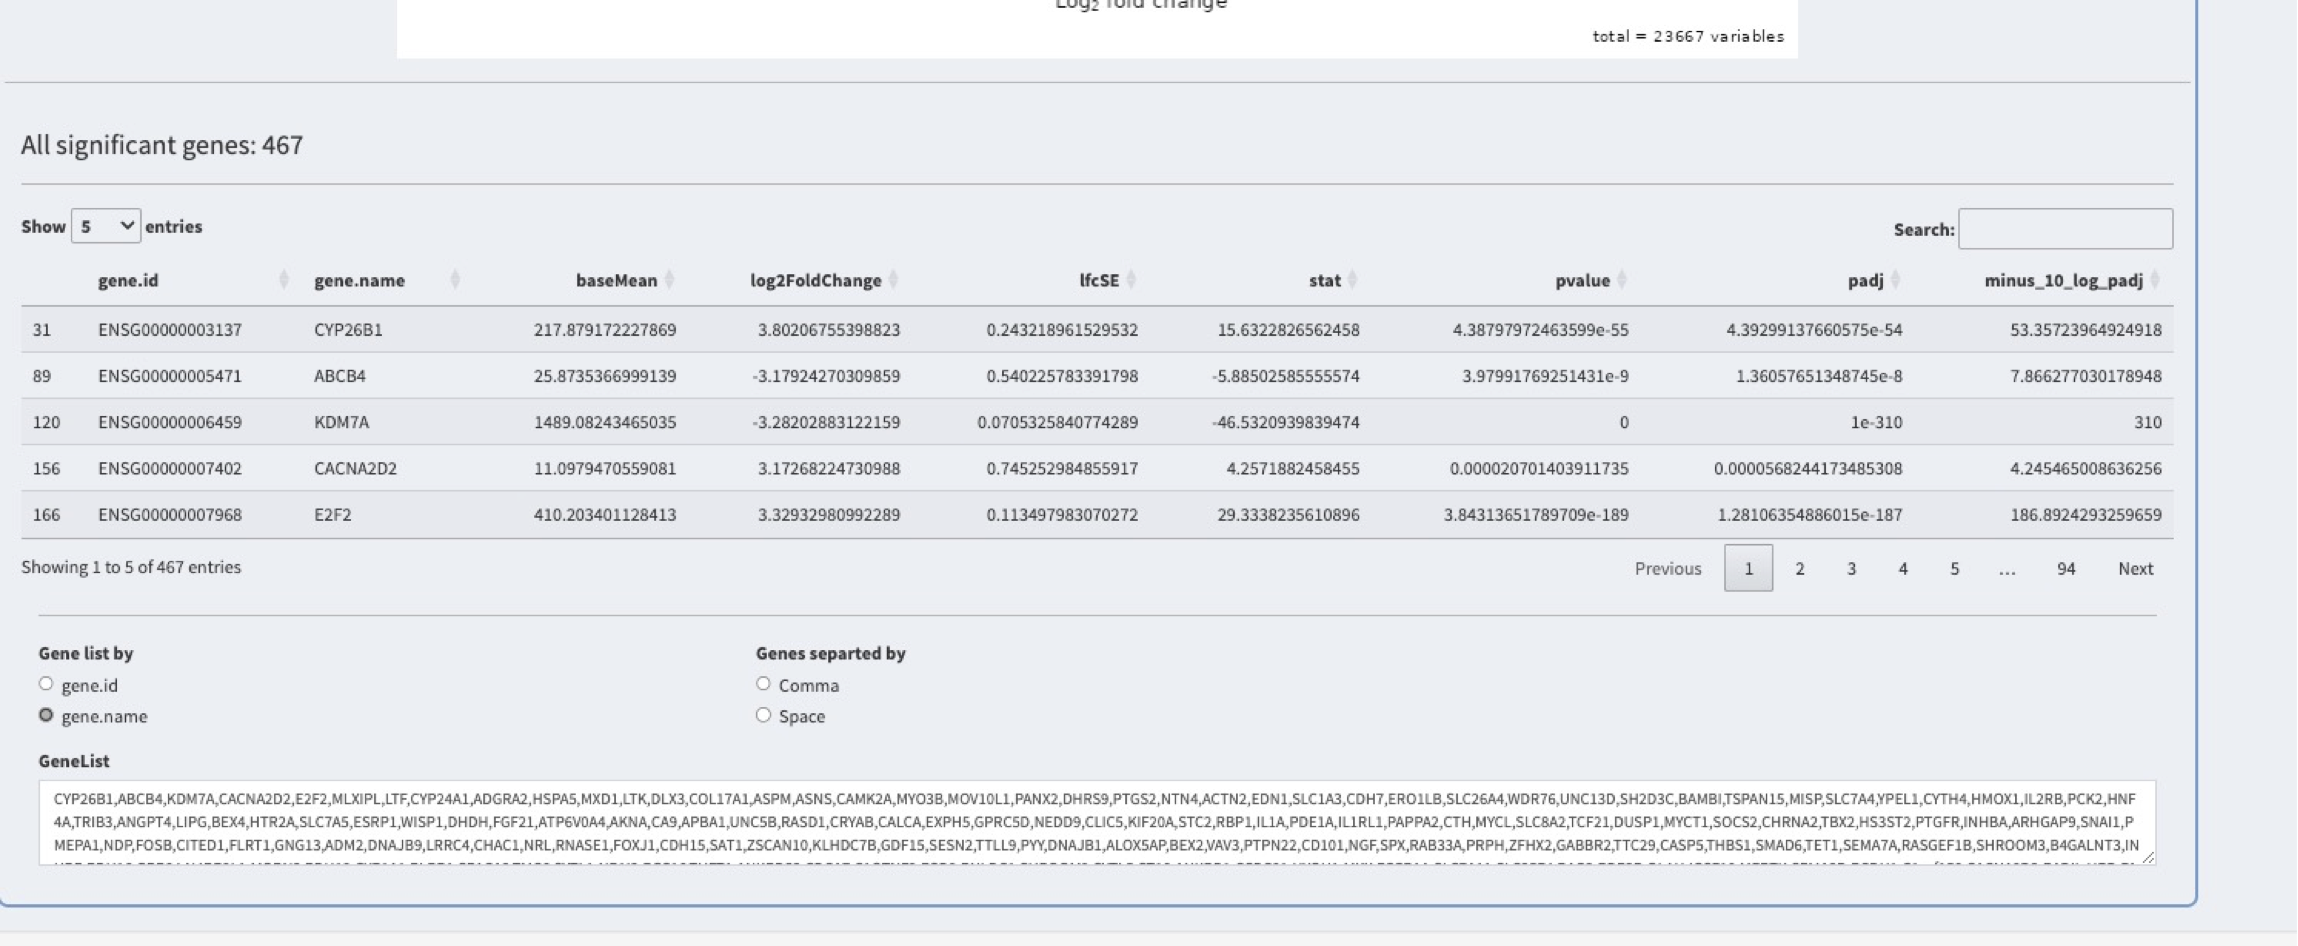 Log2 fold change
total = 23667 variables
All significant genes: 467
Show 5 entries
Search:
gene.id gene.name baseMean log2FoldChange lfcSE stat pvalue padj minus_10_log_padj
31 ENSG00000003137 CYP26B1 217.879172227869 3.80206755398823 0.243218961529532 15.6322826562458 4.38797972463599e-55 4.39299137660575e-54 53.35723964924918
89 ENSG00000005471 ABCB4 25.8735366999139 -3.17924270309859 0.540225783391798 -5.88502585555574 3.97991769251431e-9 1.36057651348745e-8 7.866277030178948
120 ENSG00000006459 KDM7A 1489.08243465035 -3.28202883122159 0.0705325840774289 -46.5320939839474 0 1e-310 310
156 ENSG00000007402 CACNA2D2 11.0979470559081 3.17268224730988 0.745252984855917 4.2571882458455 0.0000207014039117​35 0.0000568244173485308 4.245465008636256
166 ENSG00000007968 E2F2 410.203401128413 3.32932980992289 0.113497983070272 29.3338235610896 3.84313651789709e-189 1.28106354886015e-187 186.8924293259659
Showing 1 to 5 of 467 entries
Previous 1 2 3 4 5 ... 94 Next
Gene list by
Genes separted by
gene.id
Comma
gene.name
Space
GeneList
CYP26B1,ABCB4,KDM7A,CACNA2D2,E2F2,MLXIPL,LTF,CYP24A1,ADGRA2,HSPA5,MXD1,LTK,DLX3,COL17A1,ASPM,ASNS,CAMK2A,MYO3B,MOV10L1,PANX2,DHRS9,PTGS2,NTN4,ACTN2,EDN1,SLC1A3,CDH7,ERO1LB,SLC26A4,WDR76,UNC13D,SH2D3C,BAMBI,TSPAN15,MISP,SLC7A4,YPEL1,CYTH4,HMOX1,IL2RB,PCK2,HNF
4A,TRIB3,ANGPT4,LIPG,BEX4,HTR2A,SLC7A5,ESRP1,WISP1,DHDH,FGF21,ATP6V0A4,AKNA,CA9,APBA1,UNC5B,RASD1,CRYAB,CALCA,EXPH5,GPRC5D,NEDD9,CLIC5,KIF20A,STC2,RBP1,IL1A,PDE1A,IL1RL1,PAPPA2,CTH,MYCL,SLC8A2,TCF21,DUSP1,MYCT1,SOCS2,CHRNA2,TBX2,HS3ST2,PTGFR,INHBA,ARHGAP9,SNAI1,P
MEPA1,NDP,FOSB,CITED1,FLRT1,GNG13,ADM2,DNAJB9,LRRC4,CHAC1,NRL,RNASE1,FOXJ1,CDH15,SAT1,ZSCAN10,KLHDC7B,GDF15,SESN2,TTLL9,PYY,DNAJB1,ALOX5AP,BEX2,VAV3,PTPN22,CD101,NGF,SPX,RAB33A,PRPH,ZFHX2,GABBR2,TTC29,CASP5,THBS1,SMAD6,TET1,SEMA7A,RASGEF1B,SHROOM3,B4GALNT3,IN